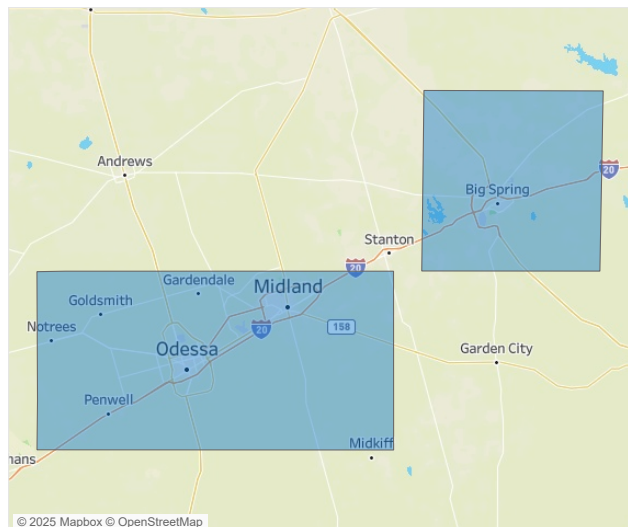 Andrews
Big Spring
20
Stanton
20
Gardendale
Midland
Goldsmith
20
158
Notrees
Odessa
Garden City
Penwell
Midkiff
nans
© 2025 Mapbox © OpenStreetMap